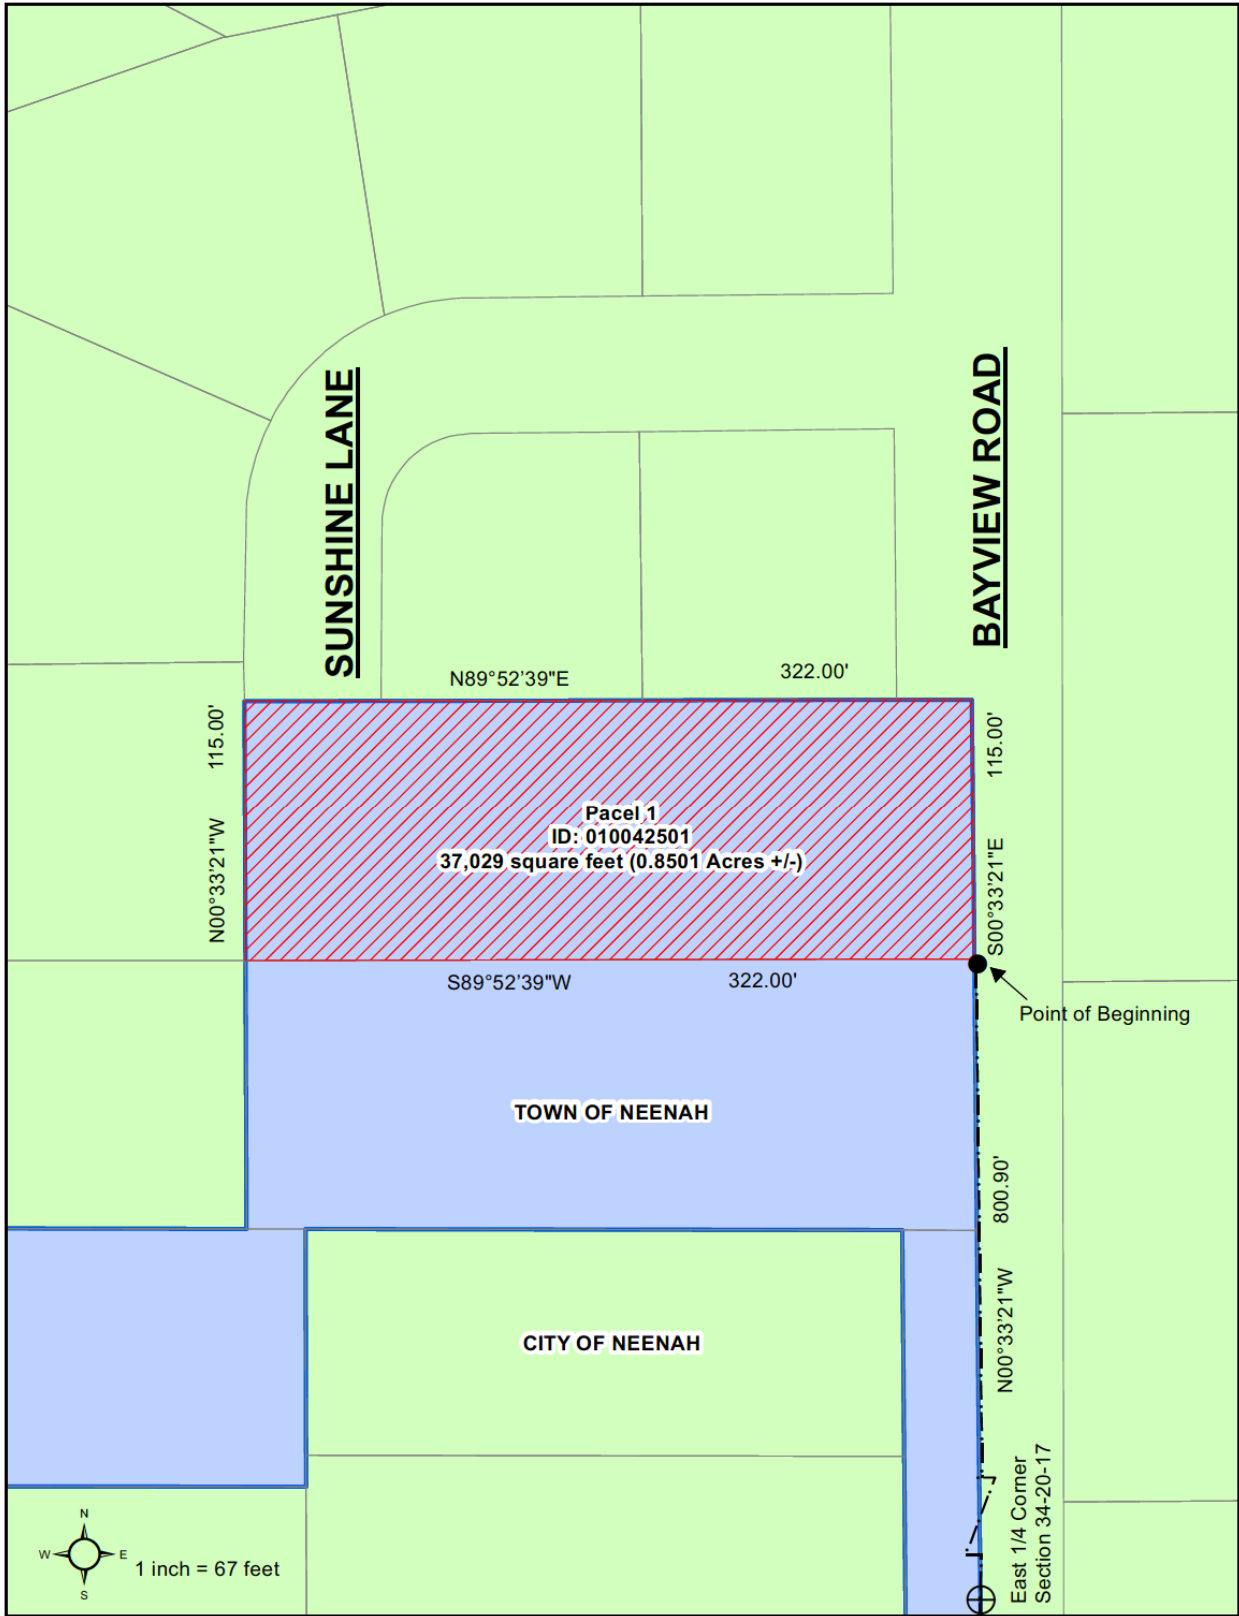 SUNSHINE LANE
BAYVIEW ROAD
N89°52'39"E
322.00'
115.00'
N00°33'21"W
115.00'
S00°33'21"E
Pacel 1
ID: 010042501
37,029 square feet (0.8501 Acres +/-)
S89°52'39"W
322.00'
Point of Beginning
TOWN OF NEENAH
800.90'
N00°33'21"W
CITY OF NEENAH
East 1/4 Corner
Section 34-20-17
N
W
E
S
1 inch = 67 feet